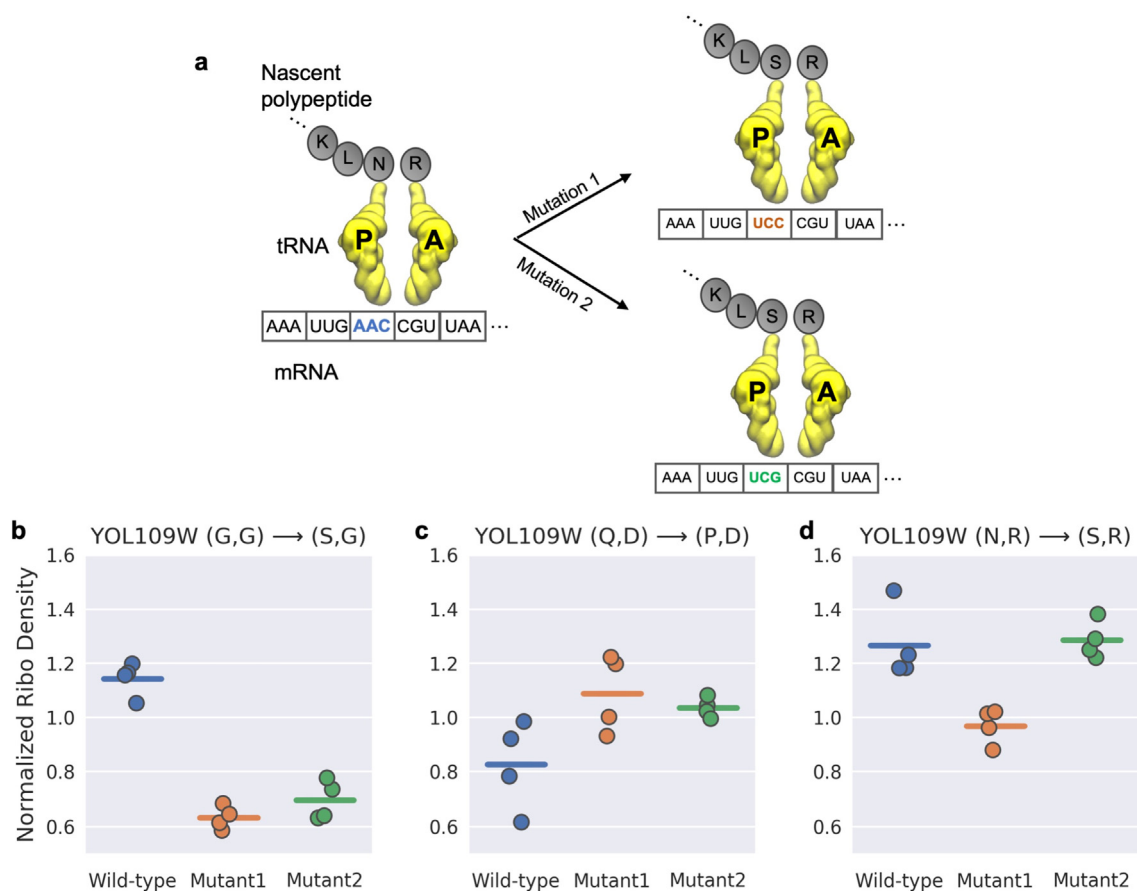 a
Nascent
polypeptide
... K L N R
P A
tRNA
AAA UUG AAC CGU UAA ...
mRNA
Mutation 1
Mutation 2
... K L S R
P A
AAA UUG UCC CGU UAA ...
... K L S R
P A
AAA UUG UCG CGU UAA ...
b
YOL109W (G,G) → (S,G)
Normalized Ribo Density
1.6
1.4
1.2
1.0
0.8
0.6
Wild-type Mutant1 Mutant2
c
YOL109W (Q,D) → (P,D)
1.6
1.4
1.2
1.0
0.8
0.6
Wild-type Mutant1 Mutant2
d
YOL109W (N,R) → (S,R)
1.6
1.4
1.2
1.0
0.8
0.6
Wild-type Mutant1 Mutant2